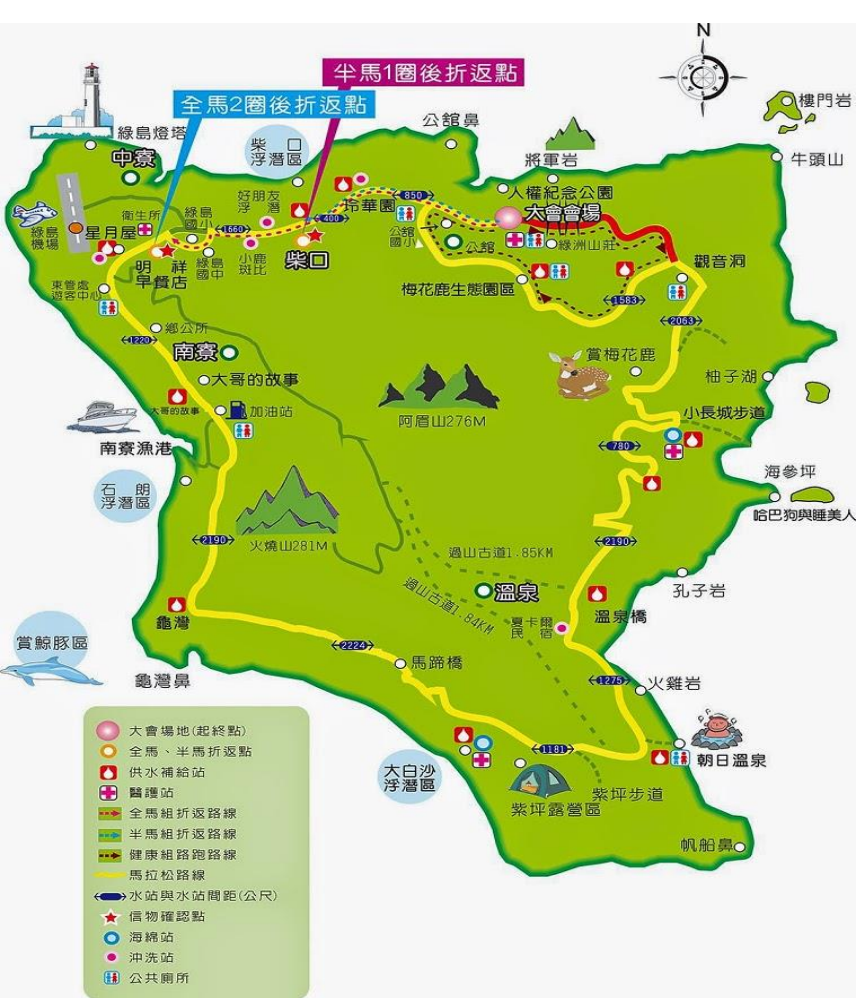 N
半馬1圈後折返點
全馬2圈後折返點
樓門岩
綠島燈塔
公舘鼻
柴口
浮潛區
中寮
將軍岩
牛頭山
人權紀念公園
大會會場
好朋友
浮潛
玲華園
850
400
衛生所
綠島
國小
1660
綠島
機場
星月屋
公舘
國小
公舘
綠洲山莊
觀音洞
明祥
早餐店
綠島
國中
小鹿
斑比
柴口
東管處
遊客中心
梅花鹿生態園區
1583
2063
鄉公所
1220
南寮
賞梅花鹿
柚子湖
大哥的故事
大哥的故事
加油站
阿眉山276M
小長城步道
780
南寮漁港
石朗
浮潛區
海參坪
哈巴狗與睡美人
火燒山281M
2190
2190
過山古道1.85KM
過山古道1.84KM
溫泉
孔子岩
溫泉橋
夏卡爾
民宿
龜灣
賞鯨豚區
龜灣鼻
2224
馬蹄橋
1275
火雞岩
1181
朝日溫泉
大白沙
浮潛區
紫坪露營區
紫坪步道
帆船鼻
大會場地(起終點)
全馬、半馬折返點
供水補給站
醫護站
全馬組折返路線
半馬組折返路線
健康組路跑路線
馬拉松路線
水站與水站間距(公尺)
信物確認點
海綿站
沖洗站
公共廁所